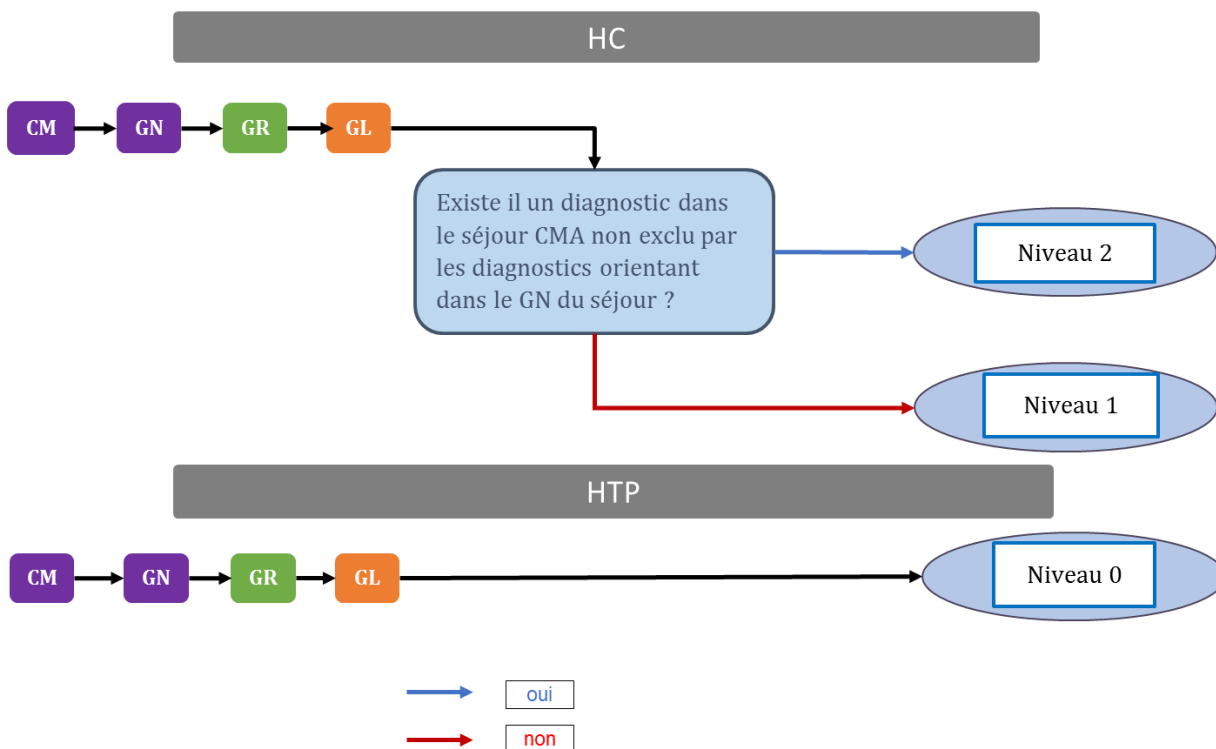 HC
CM
GN
GR
GL
Existe il un diagnostic dans
le séjour CMA non exclu par
les diagnostics orientant
dans le GN du séjour ?
Niveau 2
Niveau 1
HTP
CM
GN
GR
GL
Niveau 0
oui
non